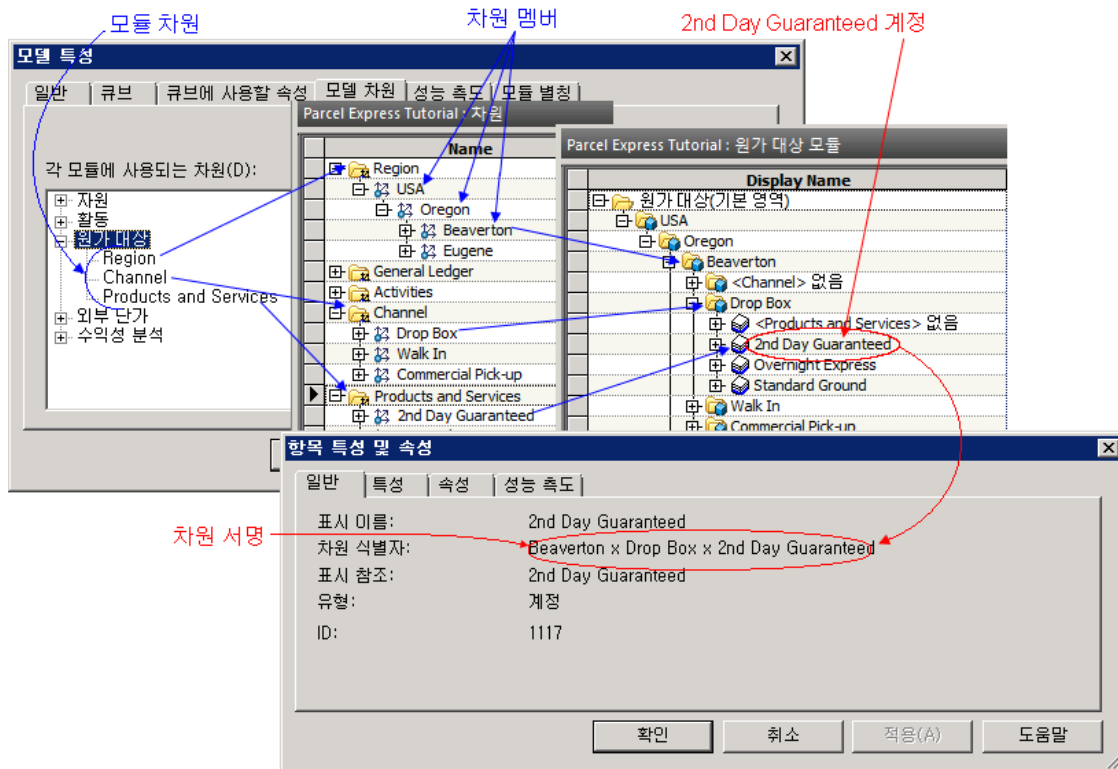 모듈 차원
차원 멤버
2nd Day Guaranteed 계정
모델 특성
일반
큐브
큐브에 사용할 속성
모델 차원
성능 측도
모듈 별칭
각 모듈에 사용되는 차원(D):
자원
활동
원가 대상
Region
Channel
Products and Services
외부 단가
수익성 분석
Parcel Express Tutorial : 차원
Name
Region
USA
Oregon
Beaverton
Eugene
General Ledger
Activities
Channel
Drop Box
Walk In
Commercial Pick-up
Products and Services
2nd Day Guaranteed
Parcel Express Tutorial : 원가 대상 모듈
Display Name
원가 대상(기본 영역)
USA
Oregon
Beaverton
<Channel> 없음
Drop Box
<Products and Services> 없음
2nd Day Guaranteed
Overnight Express
Standard Ground
Walk In
Commercial Pick-up
항목 특성 및 속성
일반
특성
속성
성능 측도
차원 서명
표시 이름: 2nd Day Guaranteed
차원 식별자: Beaverton x Drop Box x 2nd Day Guaranteed
표시 참조: 2nd Day Guaranteed
유형: 계정
ID: 1117
확인
취소
적용(A)
도움말